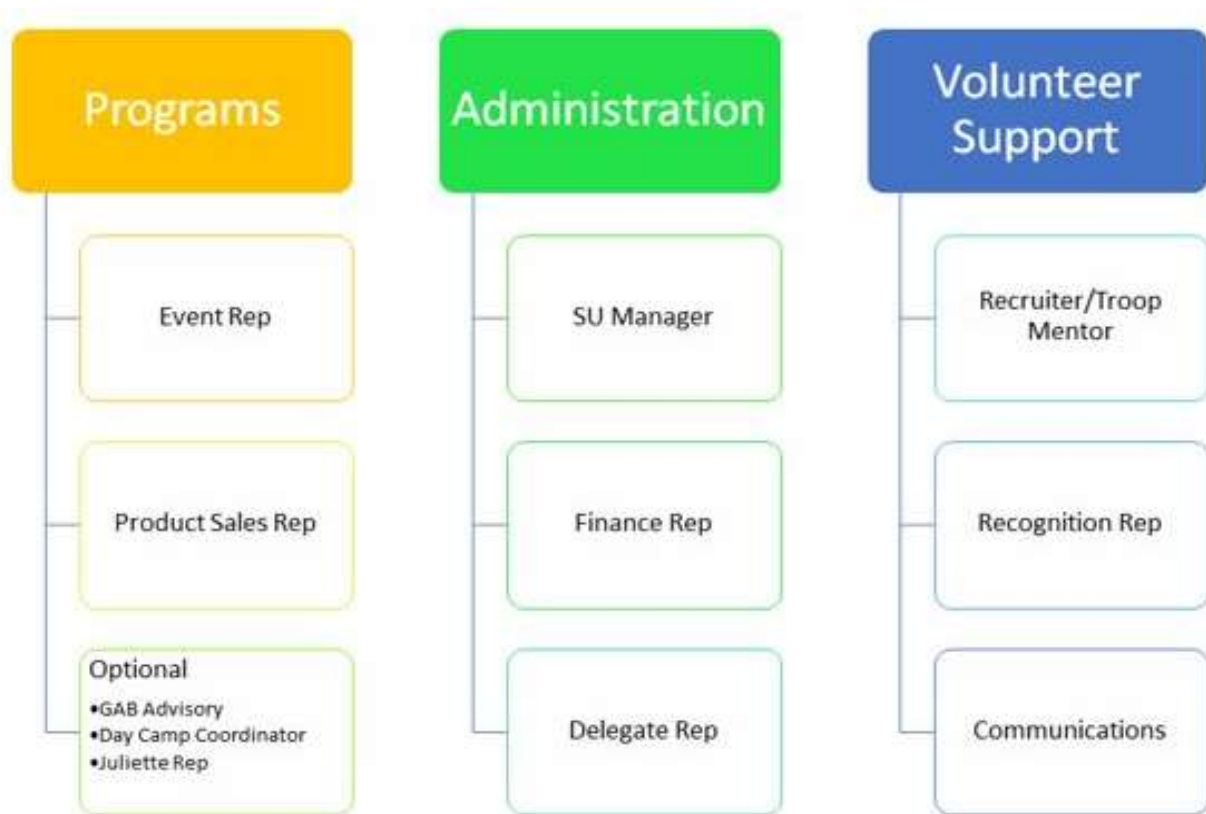 Programs
Event Rep
Product Sales Rep
Optional
•GAB Advisory
•Day Camp Coordinator
•Juliette Rep
Administration
SU Manager
Finance Rep
Delegate Rep
Volunteer
Support
Recruiter/Troop
Mentor
Recognition Rep
Communications